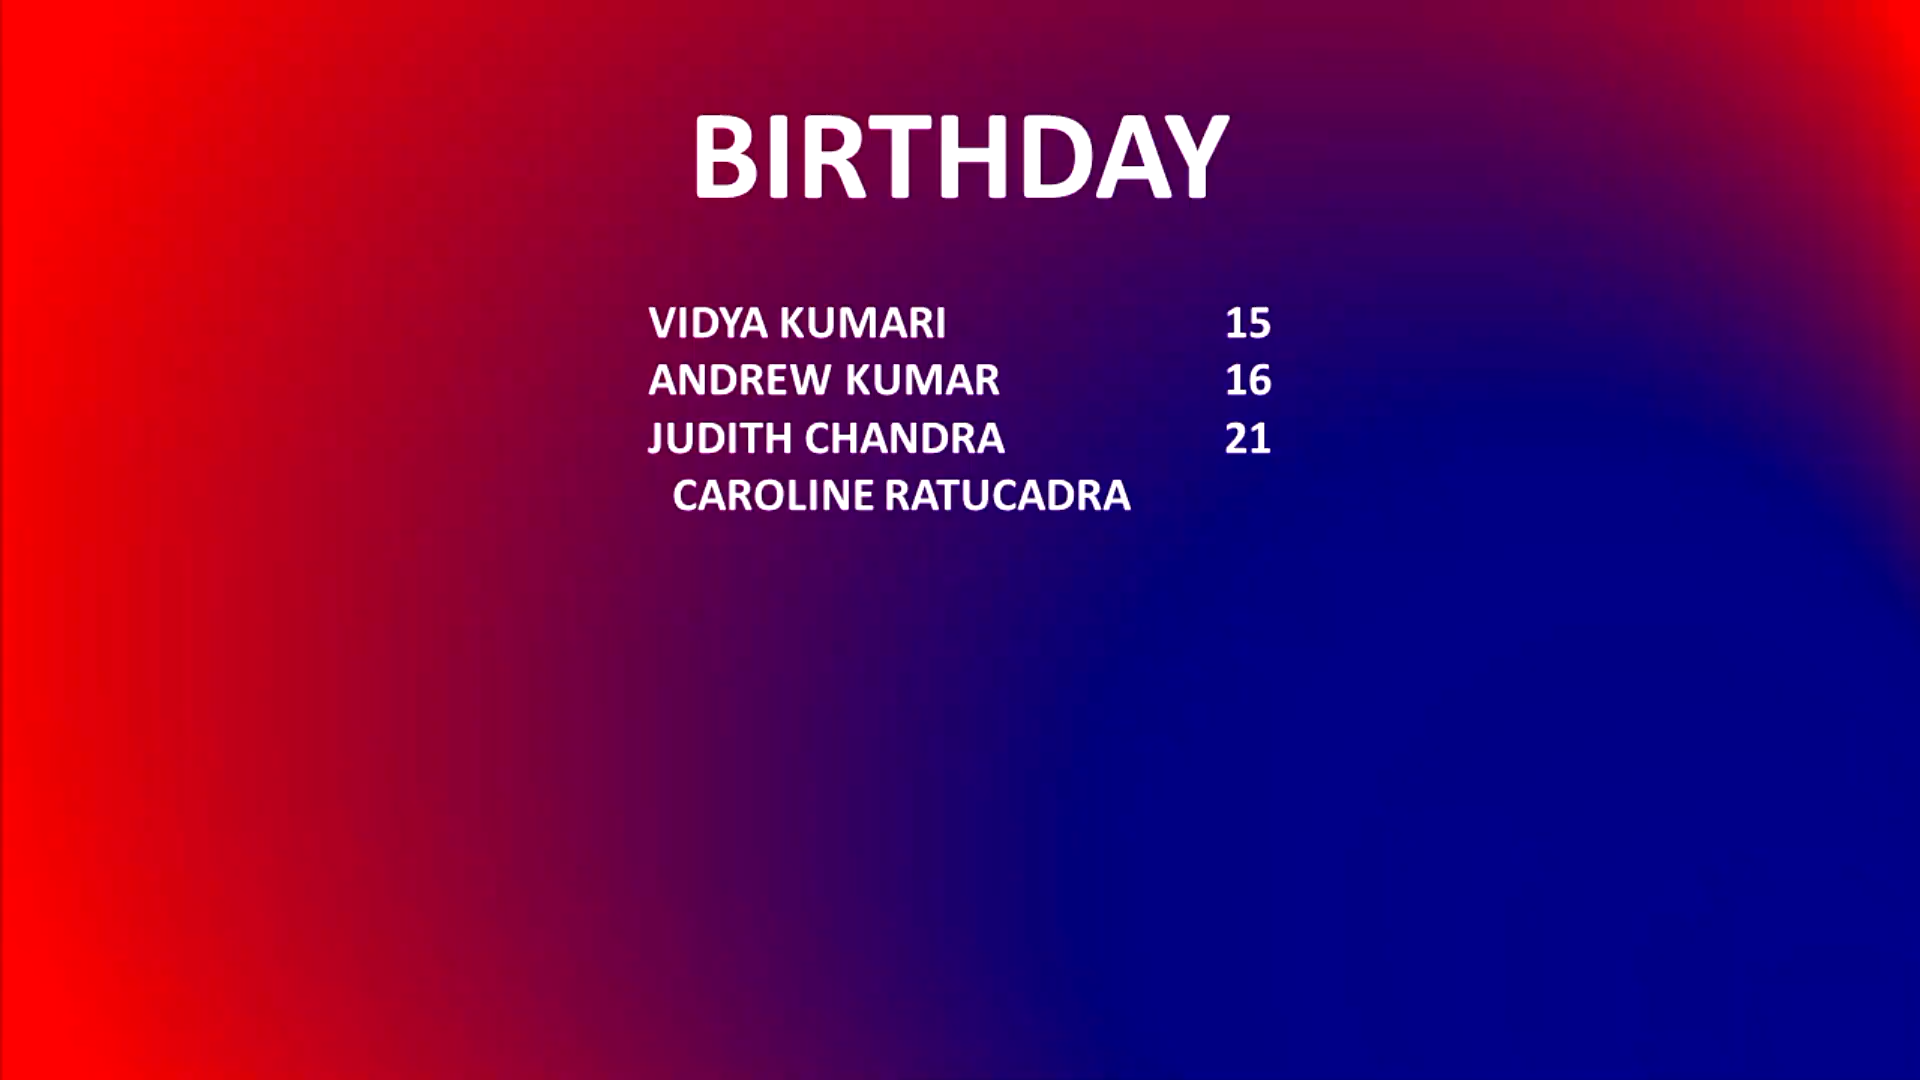 BIRTHDAY
VIDYA KUMARI 15
ANDREW KUMAR 16
JUDITH CHANDRA 21
CAROLINE RATUCADRA